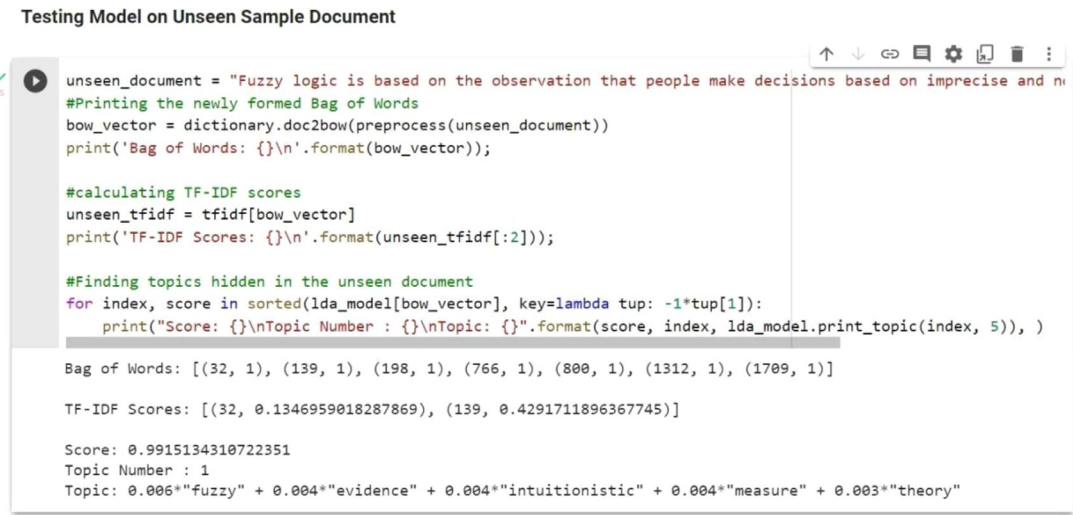 Testing Model on Unseen Sample Document
unseen_document = "Fuzzy logic is based on the observation that people make decisions based on imprecise and
#Printing the newly formed Bag of Words
bow_vector = dictionary.doc2bow(preprocess(unseen_document))
print('Bag of Words: {}\n'.format(bow_vector));
#calculating TF-IDF scores
unseen_tfidf = tfidf[bow_vector]
print('TF-IDF Scores: {}\n'.format(unseen_tfidf[:2]));
#Finding topics hidden in the unseen document
for index, score in sorted(lda_model[bow_vector], key=lambda tup: -1*tup[1]):
print("Score: {}\nTopic Number : {}\nTopic: {}".format(score, index, lda_model.print_topic(index, 5)), )
Bag of Words: [(32, 1), (139, 1), (198, 1), (766, 1), (800, 1), (1312, 1), (1709, 1)]
TF-IDF Scores: [(32, 0.1346959018287869), (139, 0.4291711896367745)]
Score: 0.9915134310722351
Topic Number : 1
Topic: 0.006*"fuzzy" + 0.004*"evidence" + 0.004*"intuitionistic" + 0.004*"measure" + 0.003*"theory"